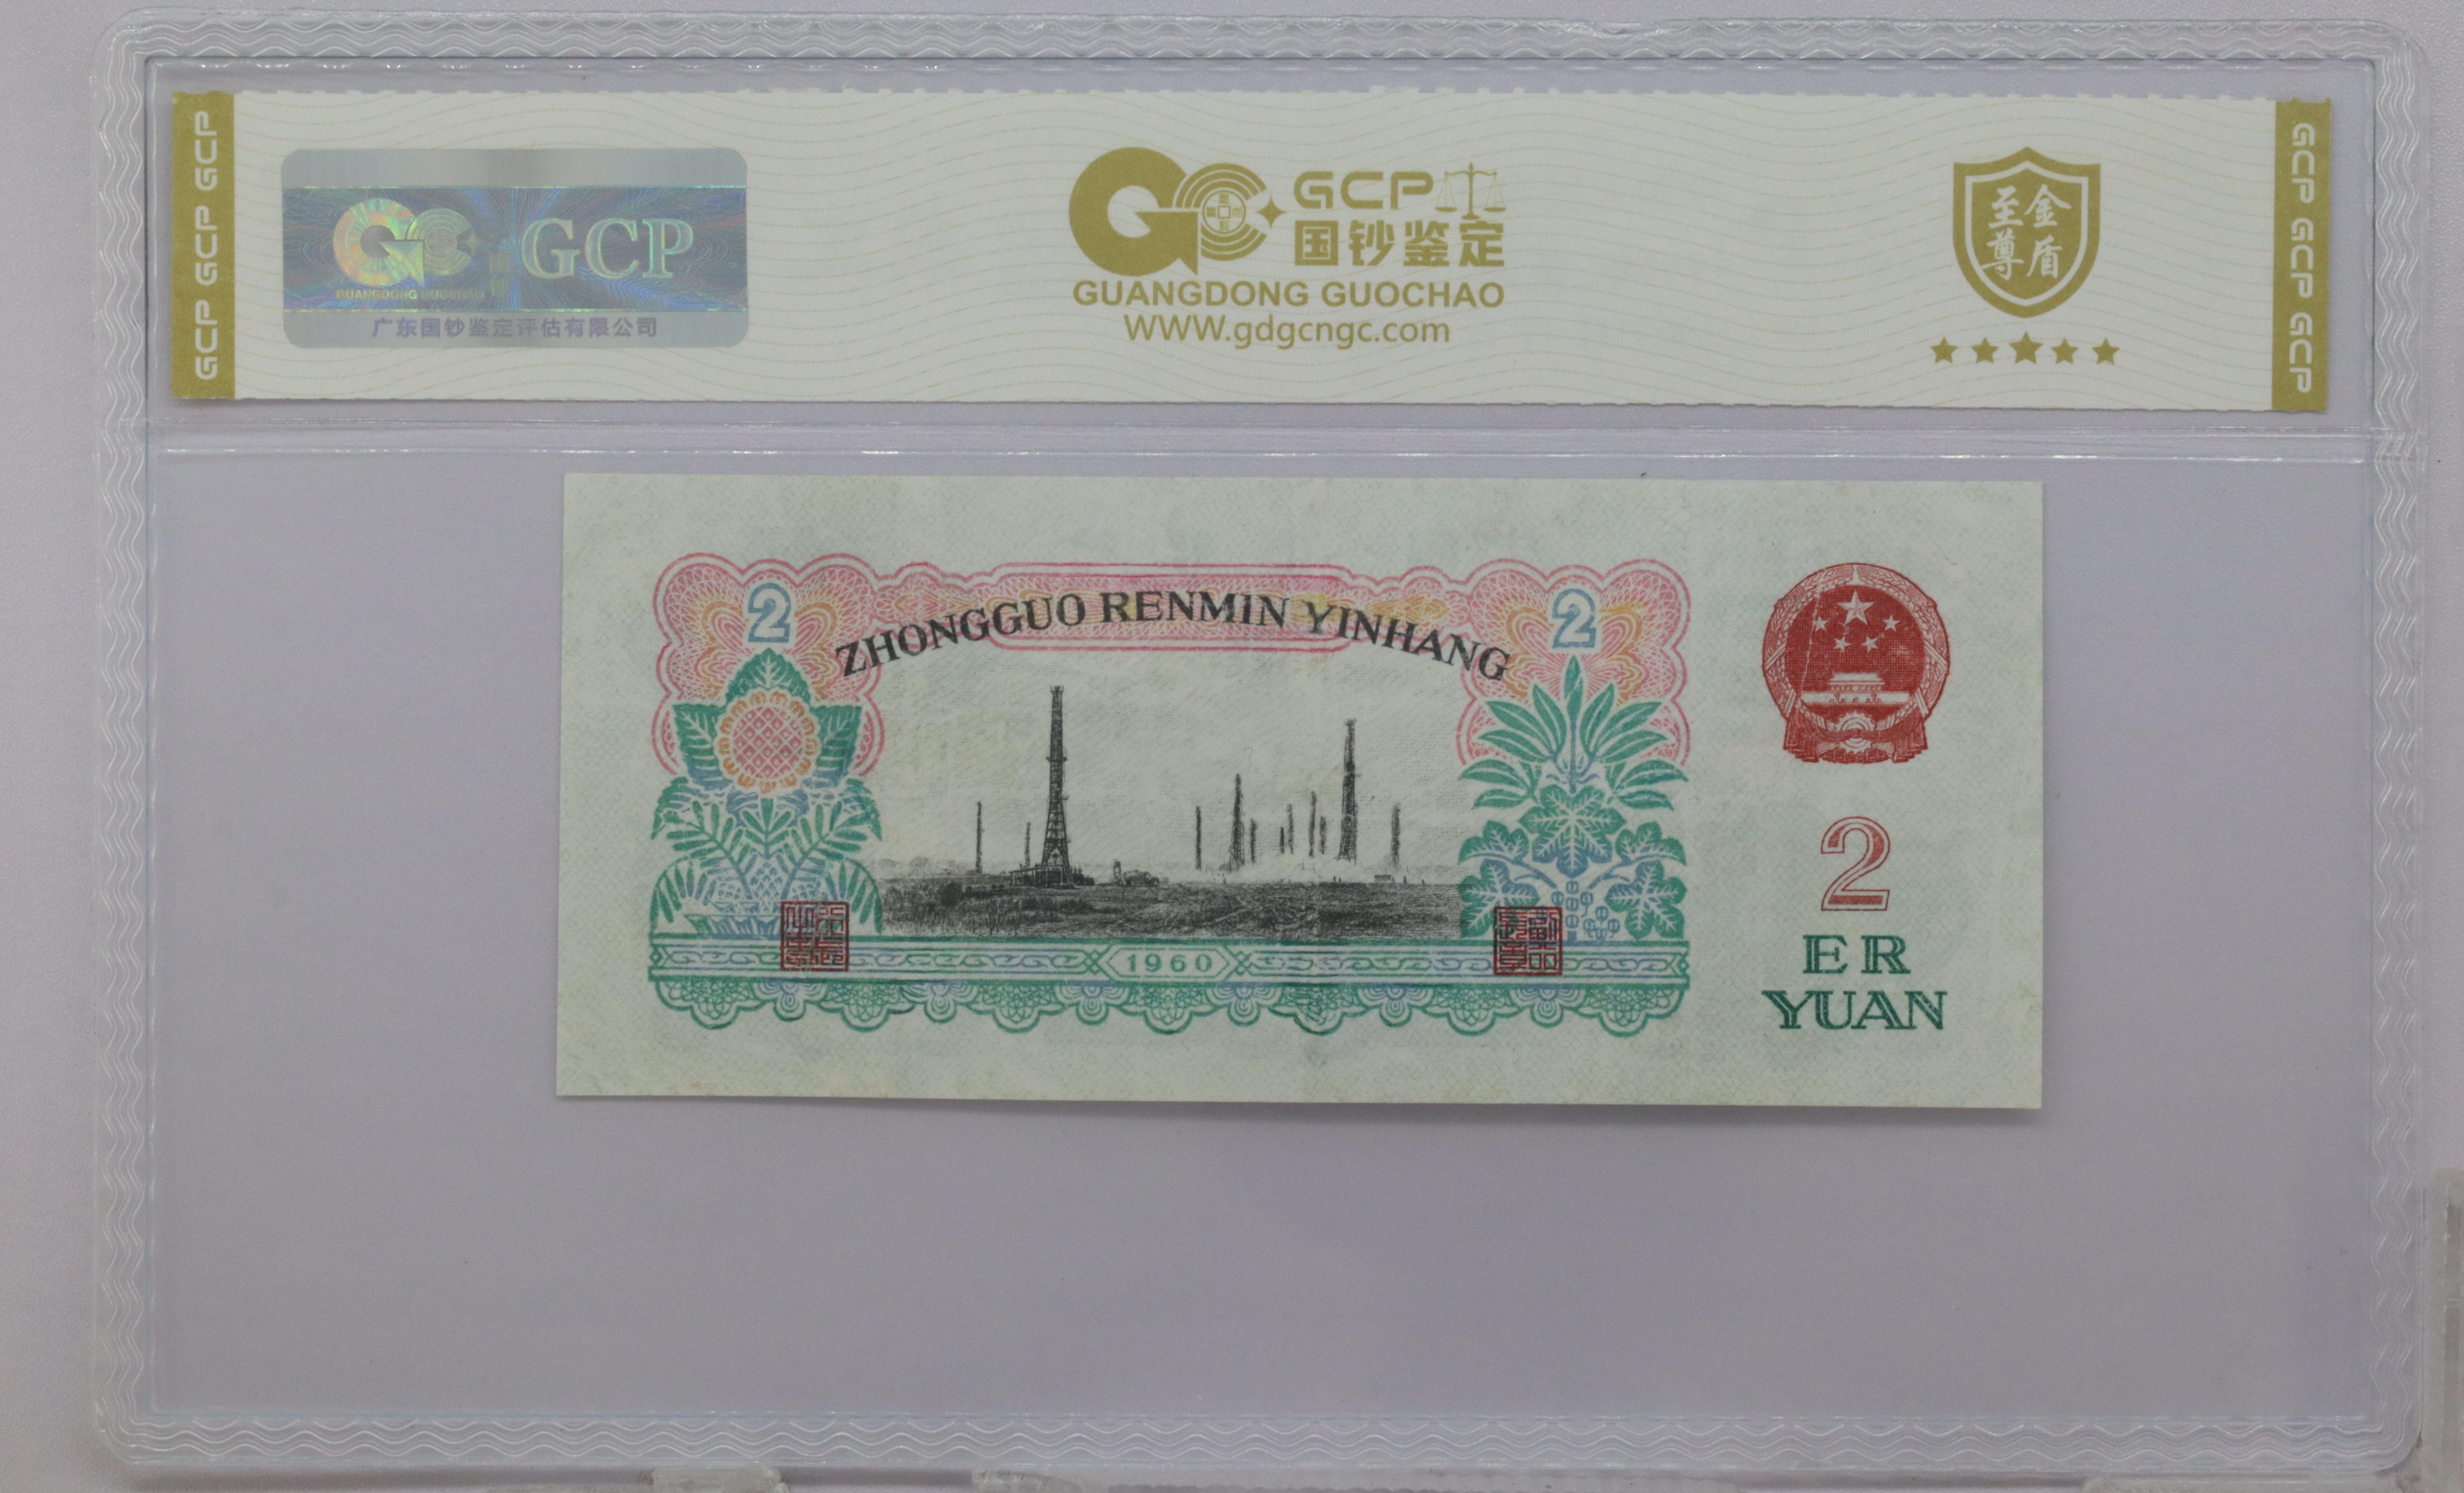 GCP GCP GCP
GCP
GUANGDONG GUOCHAO
广东国钞鉴定评估有限公司
GCP
国钞鉴定
GUANGDONG GUOCHAO
WWW.gdgcngc.com
金盾
至尊
GCP GCP GCP
2
ZHONGGUO RENMIN YINHANG
2
1960
2
ER
YUAN